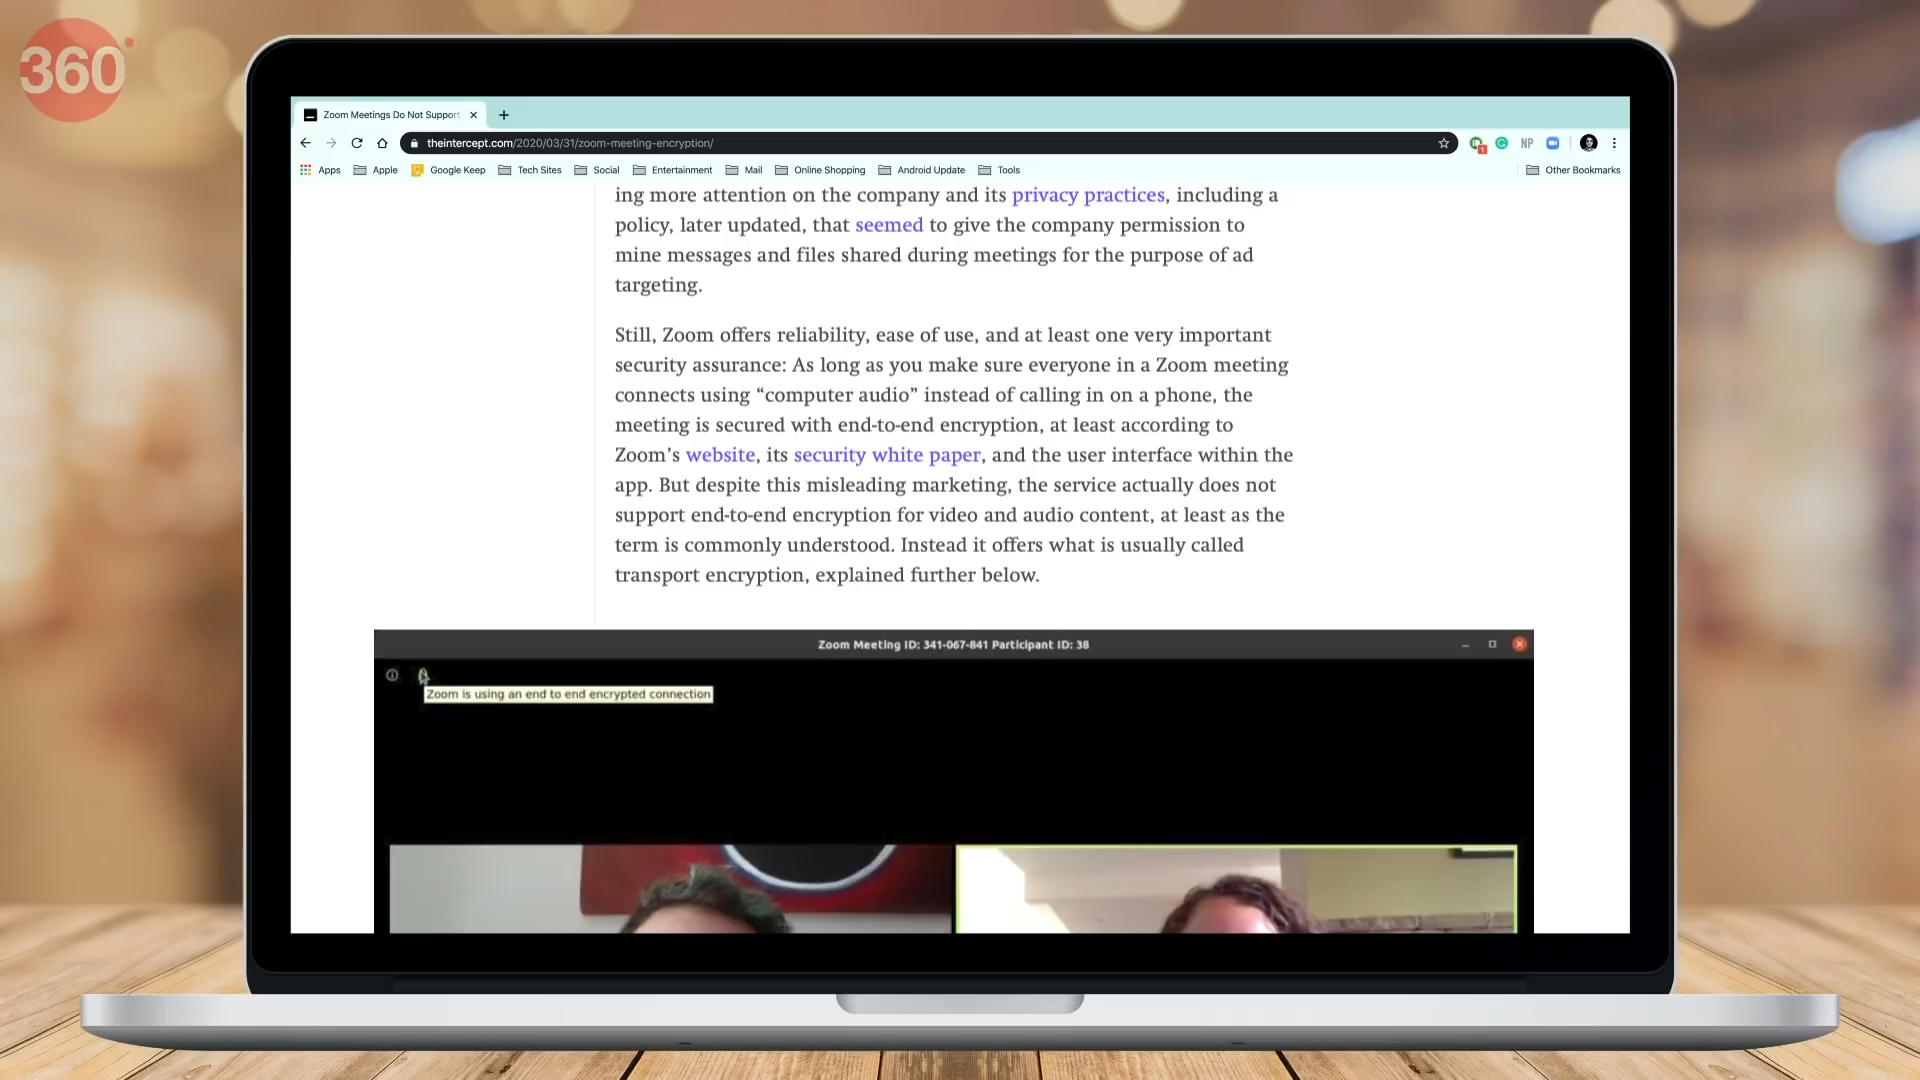 360
Zoom Meetings Do Not Support
theintercept.com/2020/03/31/zoom-meeting-encryption/
1
NP
Apps
Apple
Google Keep
Tech Sites
Social
Entertainment
Mail
Online Shopping
Android Update
Tools
Other Bookmarks
ing more attention on the company and its privacy practices, including a
policy, later updated, that seemed to give the company permission to
mine messages and files shared during meetings for the purpose of ad
targeting.
Still, Zoom offers reliability, ease of use, and at least one very important
security assurance: As long as you make sure everyone in a Zoom meeting
connects using “computer audio” instead of calling in on a phone, the
meeting is secured with end-to-end encryption, at least according to
Zoom’s website, its security white paper, and the user interface within the
app. But despite this misleading marketing, the service actually does not
support end-to-end encryption for video and audio content, at least as the
term is commonly understood. Instead it offers what is usually called
transport encryption, explained further below.
Zoom Meeting ID: 341-067-841 Participant ID: 38
Zoom is using an end to end encrypted connection